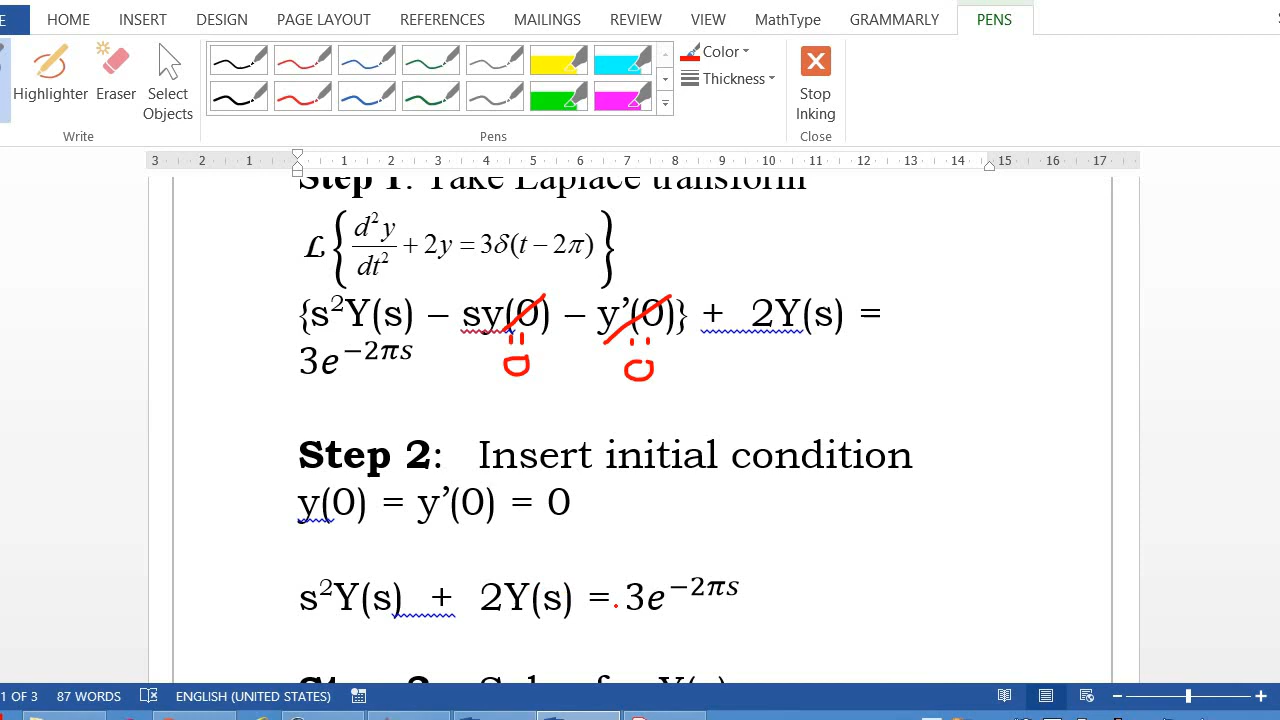 E HOME INSERT DESIGN PAGE LAYOUT REFERENCES MAILINGS REVIEW VIEW MathType GRAMMARLY PENS
Highlighter Eraser Select Objects
Color
Thickness
Stop Inking
Write Pens Close
3 2 1 1 2 3 4 5 6 7 8 9 10 11 12 13 14 15 16 17
Step 1: Take Laplace transform
ℒ{d²y/dt² + 2y = 3δ(t − 2π)}
{s²Y(s) – sy(0) – y’(0)} + 2Y(s) =
3e^{−2πs}
= 0 = 0
Step 2: Insert initial condition
y(0) = y’(0) = 0
s²Y(s) + 2Y(s) = 3e^{−2πs}
Step 3: Solve for Y(s)
1 OF 3 87 WORDS ENGLISH (UNITED STATES)